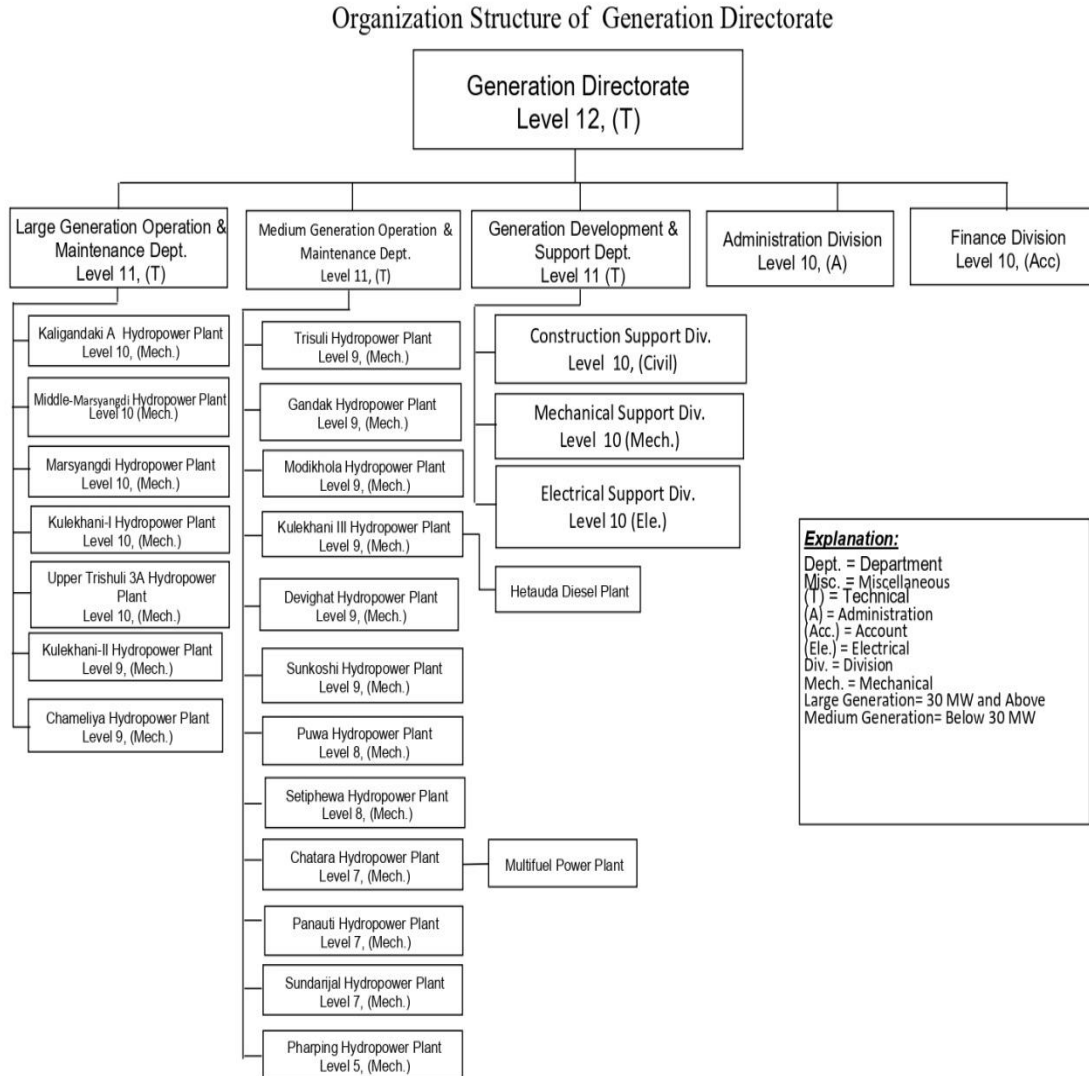 Organization Structure of Generation Directorate
Generation Directorate
Level 12, (T)
Large Generation Operation &
Maintenance Dept.
Level 11, (T)
Medium Generation Operation &
Maintenance Dept.
Level 11, (T)
Generation Development &
Support Dept.
Level 11 (T)
Administration Division
Level 10, (A)
Finance Division
Level 10, (Acc)
Kaligandaki A Hydropower Plant
Level 10, (Mech.)
Middle-Marsyangdi Hydropower Plant
Level 10 (Mech.)
Marsyangdi Hydropower Plant
Level 10, (Mech.)
Kulekhani-I Hydropower Plant
Level 10, (Mech.)
Upper Trishuli 3A Hydropower
Plant
Level 10, (Mech.)
Kulekhani-II Hydropower Plant
Level 9, (Mech.)
Chameliya Hydropower Plant
Level 9, (Mech.)
Trisuli Hydropower Plant
Level 9, (Mech.)
Gandak Hydropower Plant
Level 9, (Mech.)
Modikhola Hydropower Plant
Level 9, (Mech.)
Kulekhani III Hydropower Plant
Level 9, (Mech.)
Hetauda Diesel Plant
Devighat Hydropower Plant
Level 9, (Mech.)
Sunkoshi Hydropower Plant
Level 9, (Mech.)
Puwa Hydropower Plant
Level 8, (Mech.)
Setiphewa Hydropower Plant
Level 8, (Mech.)
Chatara Hydropower Plant
Level 7, (Mech.)
Multifuel Power Plant
Panauti Hydropower Plant
Level 7, (Mech.)
Sundarijal Hydropower Plant
Level 7, (Mech.)
Pharping Hydropower Plant
Level 5, (Mech.)
Construction Support Div.
Level 10, (Civil)
Mechanical Support Div.
Level 10 (Mech.)
Electrical Support Div.
Level 10 (Ele.)
Explanation:
Dept. = Department
Misc. = Miscellaneous
(T) = Technical
(A) = Administration
(Acc.) = Account
(Ele.) = Electrical
Div. = Division
Mech. = Mechanical
Large Generation= 30 MW and Above
Medium Generation= Below 30 MW